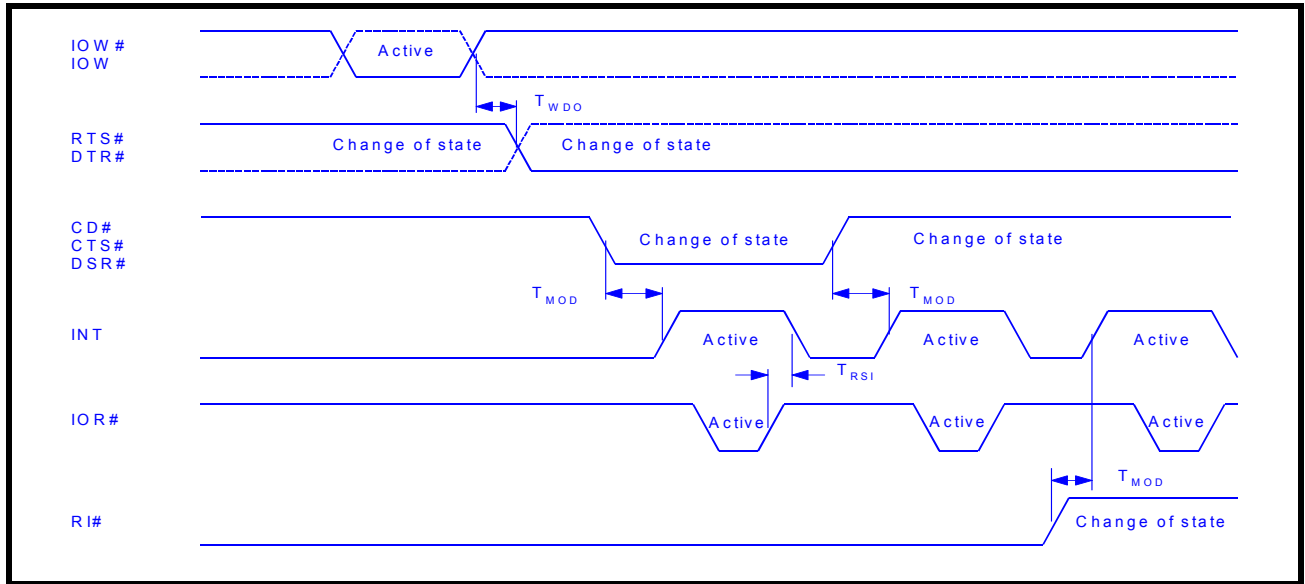 IOW#
IOW
Active
TWDO
RTS#
DTR#
Change of state
Change of state
CD#
CTS#
DSR#
Change of state
Change of state
TMOD
TMOD
INT
Active
Active
Active
TRSI
IOR#
Active
Active
Active
TMOD
RI#
Change of state